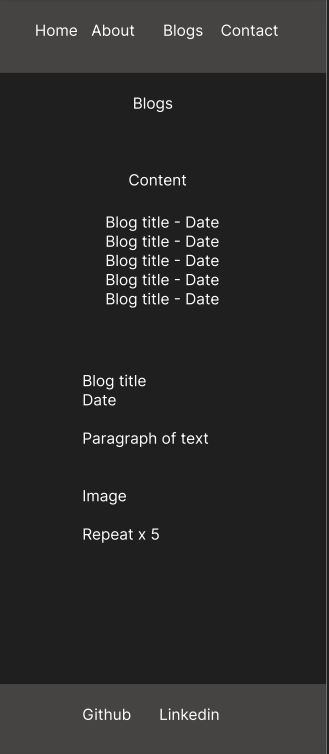 Home About Blogs Contact
Blogs
Content
Blog title - Date
Blog title - Date
Blog title - Date
Blog title - Date
Blog title - Date
Blog title
Date
Paragraph of text
Image
Repeat x 5
Github Linkedin